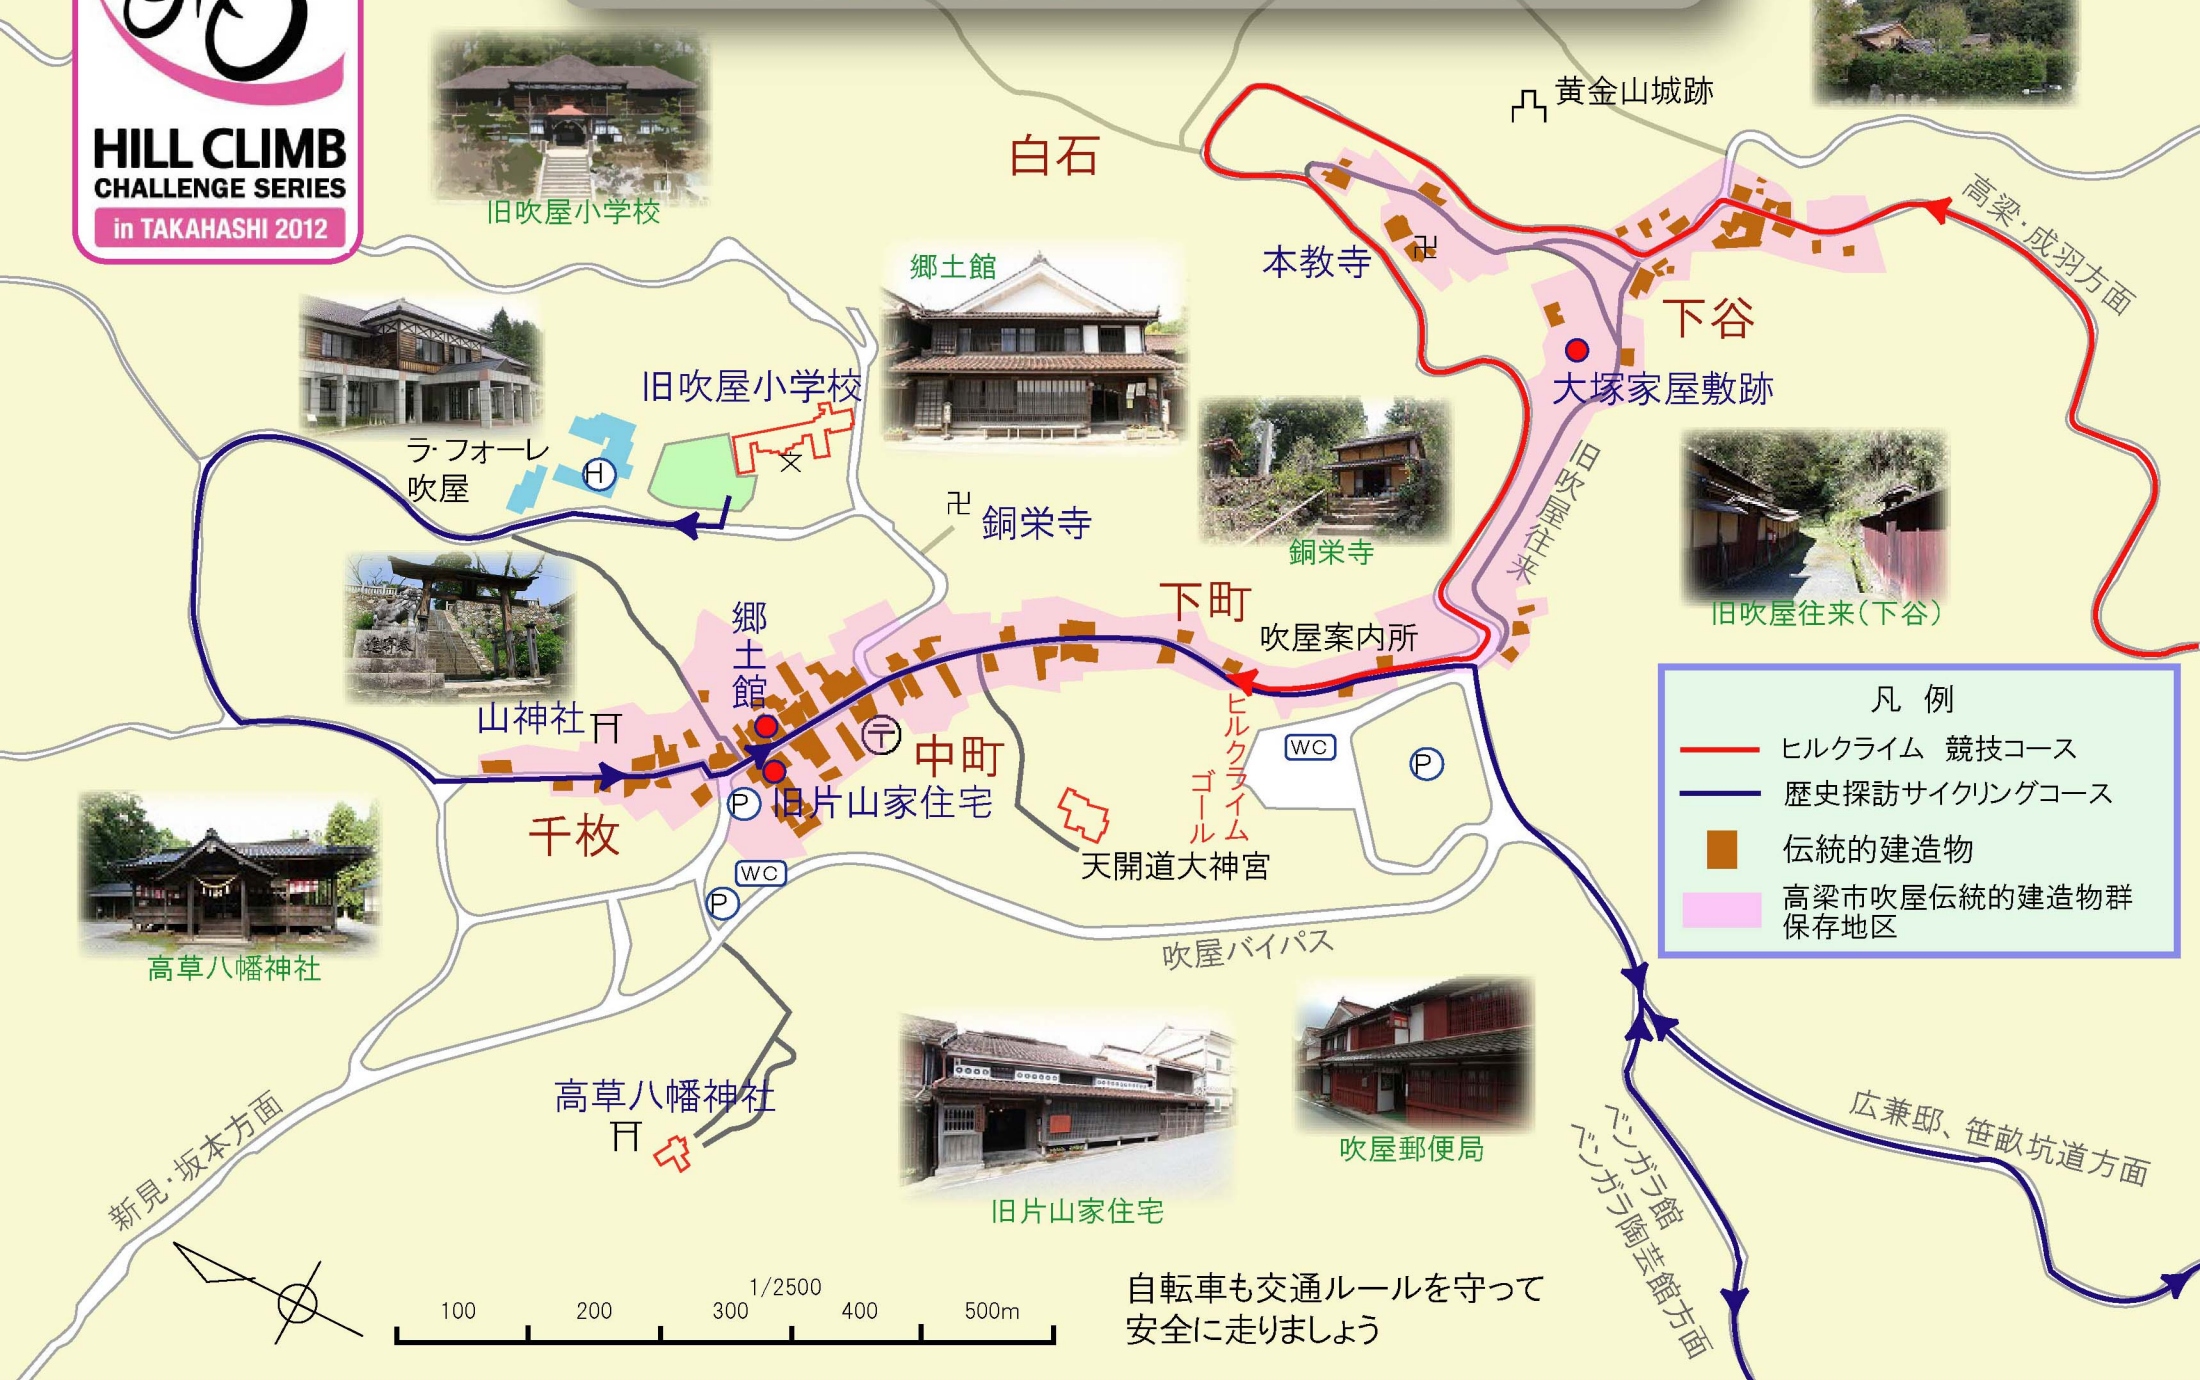 HILL CLIMB
CHALLENGE SERIES
in TAKAHASHI 2012
旧吹屋小学校
白石
黄金山城跡
高梁・成羽方面
郷土館
本教寺
卍
下谷
大塚家屋敷跡
旧吹屋小学校
文
ラ・フォーレ
吹屋
H
卍
銅栄寺
銅栄寺
旧吹屋往来
旧吹屋往来(下谷)
下町
吹屋案内所
郷土館
山神社
中町
〒
旧片山家住宅
P
千枚
WC
P
ヒルクライム
ゴール
WC
P
天開道大神宮
凡 例
ヒルクライム 競技コース
歴史探訪サイクリングコース
伝統的建造物
高梁市吹屋伝統的建造物群
保存地区
高草八幡神社
吹屋バイパス
高草八幡神社
新見・坂本方面
旧片山家住宅
吹屋郵便局
広兼邸、笹畝坑道方面
ベンガラ館
ベンガラ陶芸館方面
1/2500
100 200 300 400 500m
自転車も交通ルールを守って
安全に走りましょう